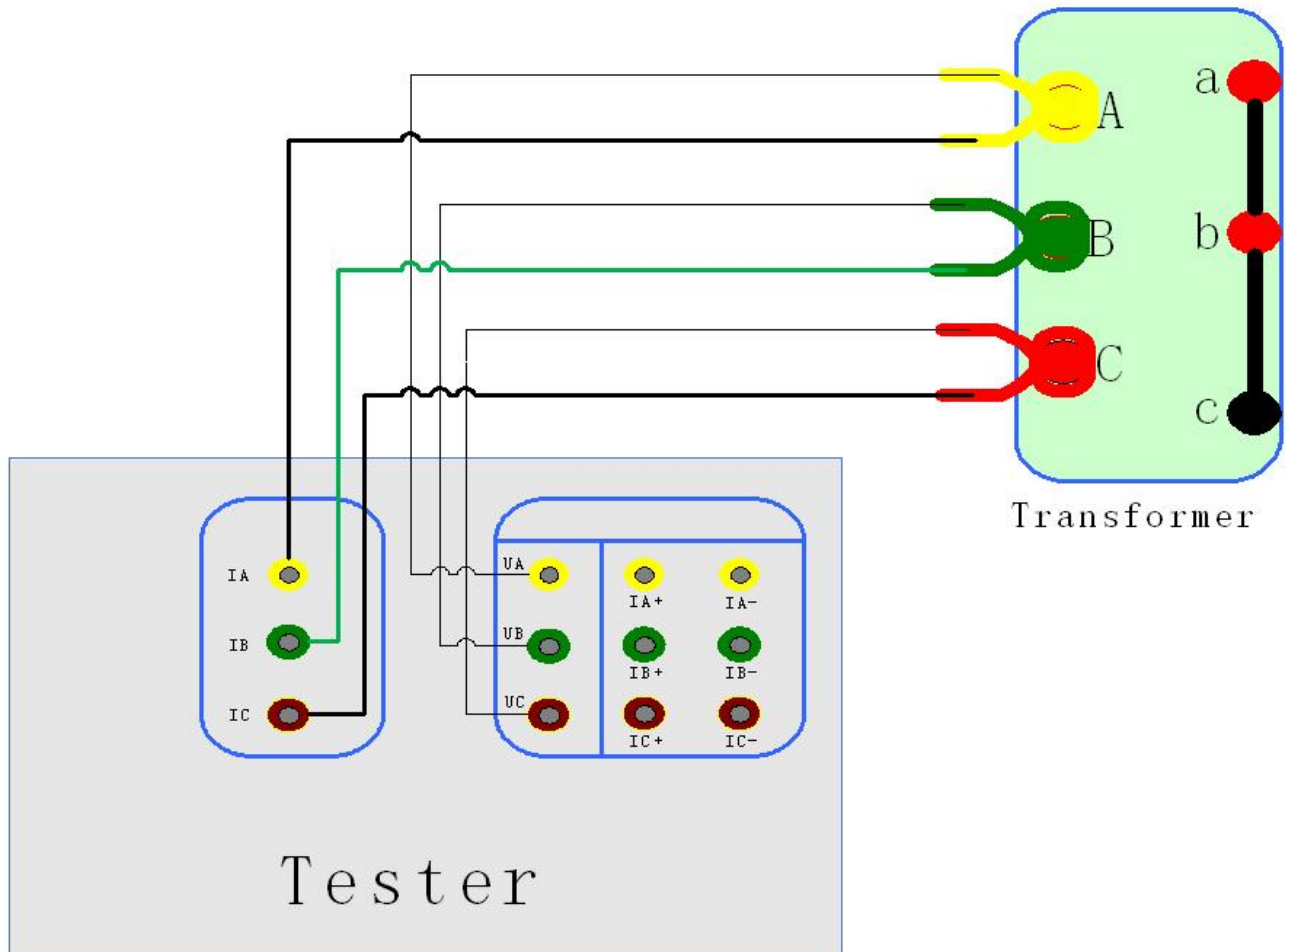 a
A
b
B
C
c
Transformer
UA
IA
IA+
IA-
UB
IB
IB+
IB-
UC
IC
IC+
IC-
Tester